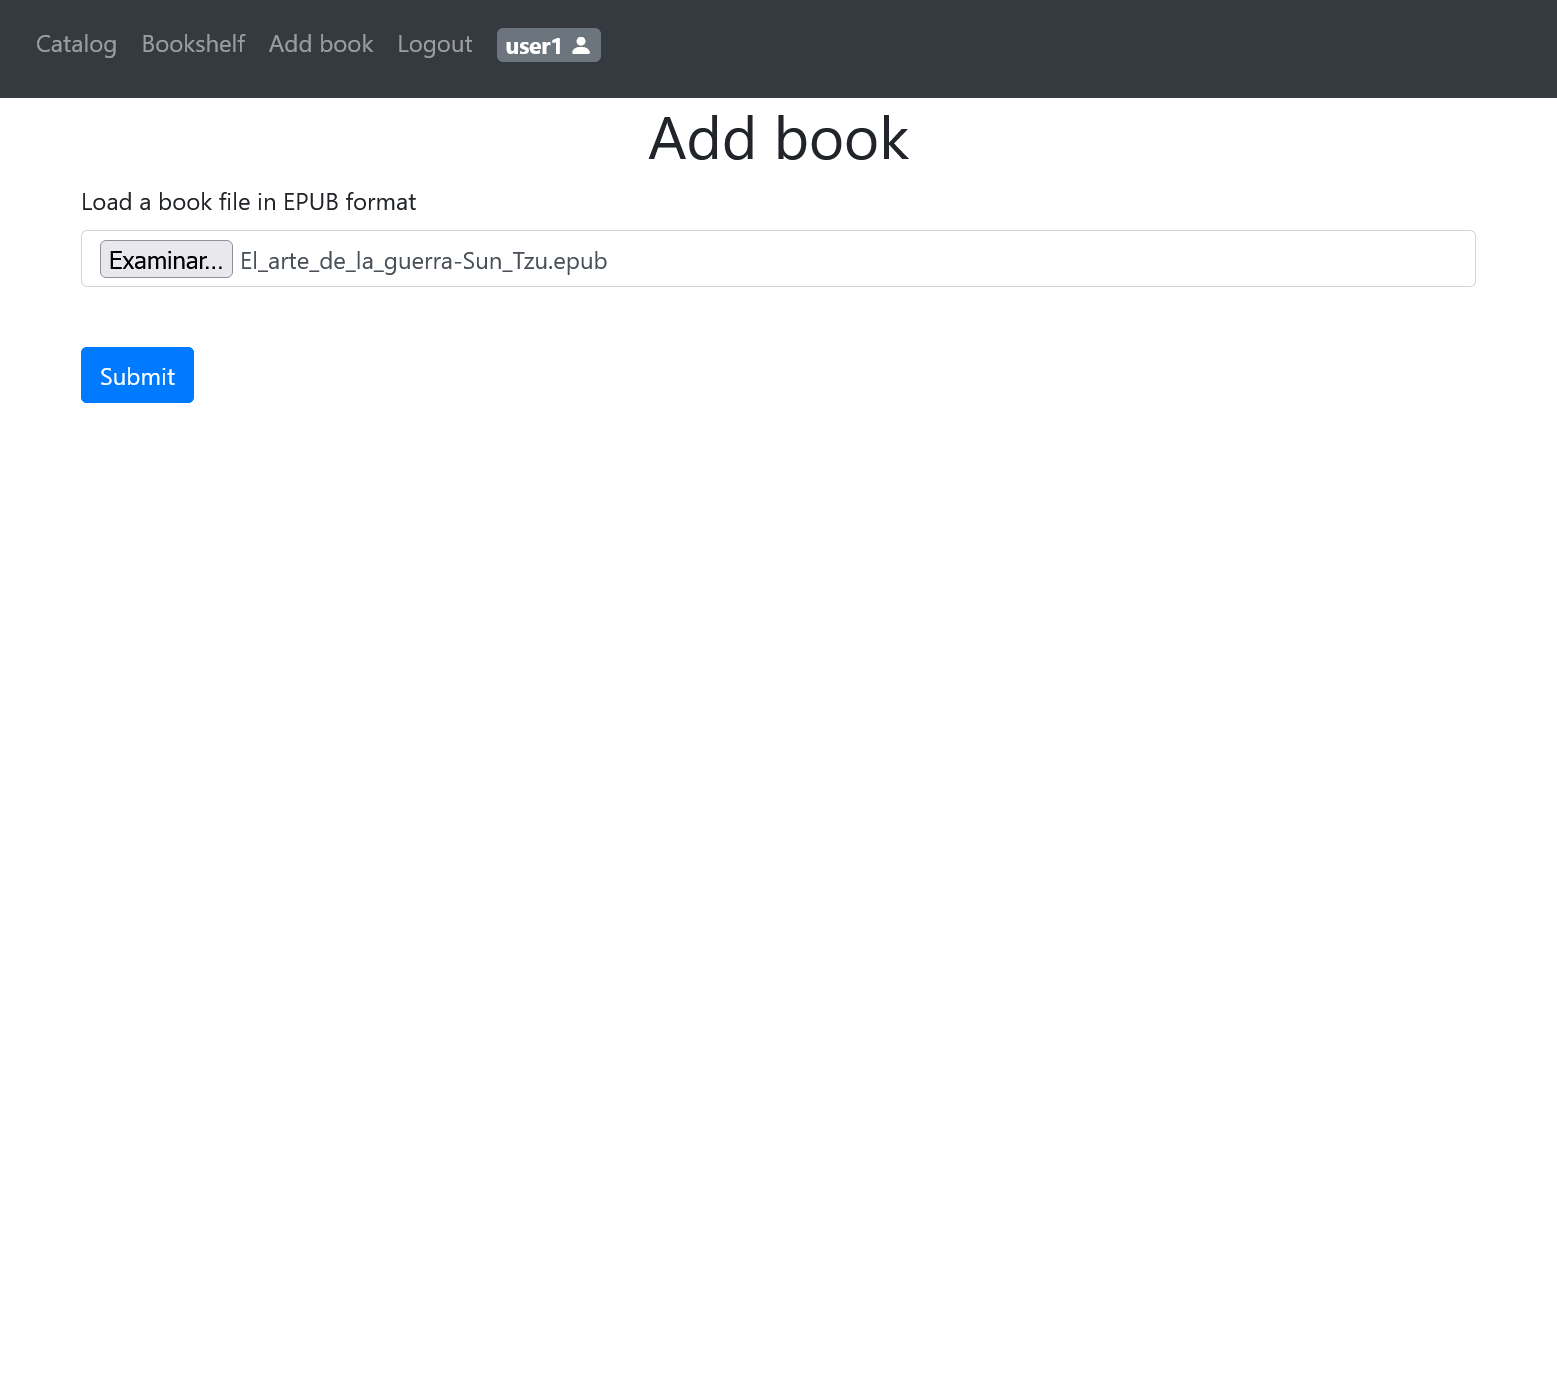 Catalog Bookshelf Add book Logout user1
Add book
Load a book file in EPUB format
Examinar... El_arte_de_la_guerra-Sun_Tzu.epub
Submit